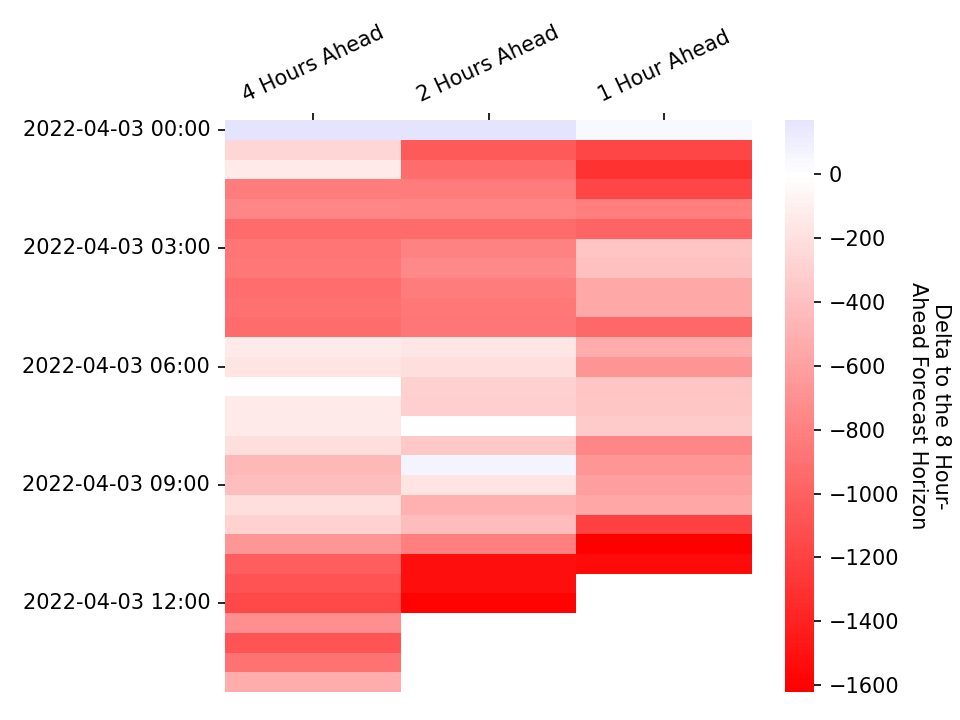 4 Hours Ahead
2 Hours Ahead
1 Hour Ahead
2022-04-03 00:00
2022-04-03 03:00
2022-04-03 06:00
2022-04-03 09:00
2022-04-03 12:00
0
−200
−400
−600
−800
−1000
−1200
−1400
−1600
Delta to the 8 Hour-
Ahead Forecast Horizon